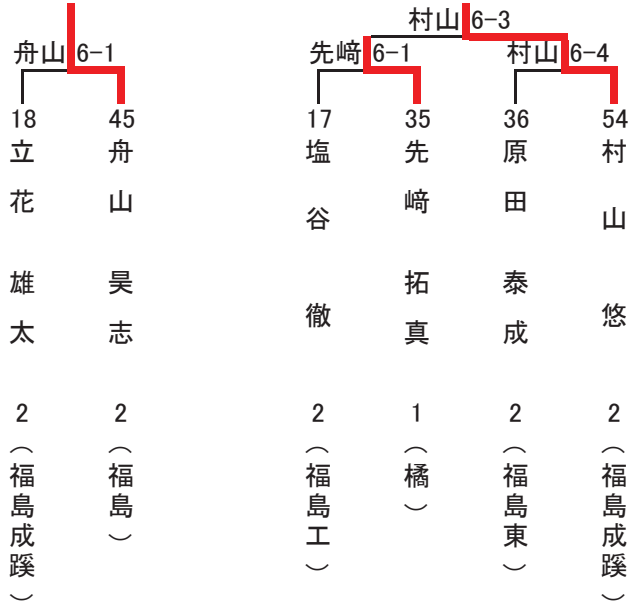 村山 6-3
舟山 6-1
先﨑 6-1
村山 6-4
18
立花 雄太
2
(福島成蹊)
45
舟山 昊志
2
(福島)
17
塩谷 徹
2
(福島工)
35
先﨑 拓真
1
(橘)
36
原田 泰成
2
(福島東)
54
村山 悠
2
(福島成蹊)